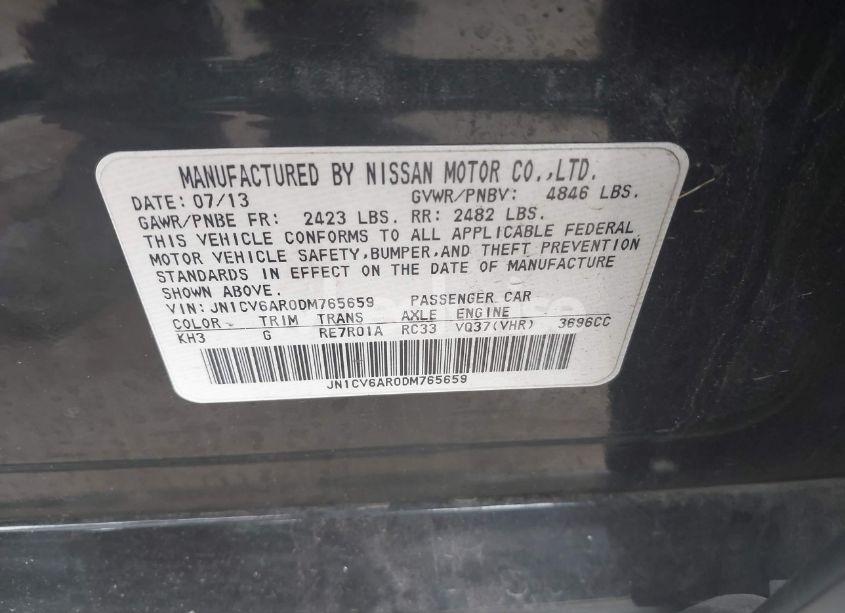 MANUFACTURED BY NISSAN MOTOR CO.,LTD.
DATE: 07/13 GVWR/PNBV: 4846 LBS.
GAWR/PNBE FR: 2423 LBS. RR: 2482 LBS.
THIS VEHICLE CONFORMS TO ALL APPLICABLE FEDERAL
MOTOR VEHICLE SAFETY,BUMPER,AND THEFT PREVENTION
STANDARDS IN EFFECT ON THE DATE OF MANUFACTURE
SHOWN ABOVE.
VIN: JN1CV6AR0DM765659 PASSENGER CAR
COLOR TRIM TRANS AXLE ENGINE
KH3 G RE7R01A RC33 VQ37(VHR) 3696CC
JN1CV6AR0DM765659